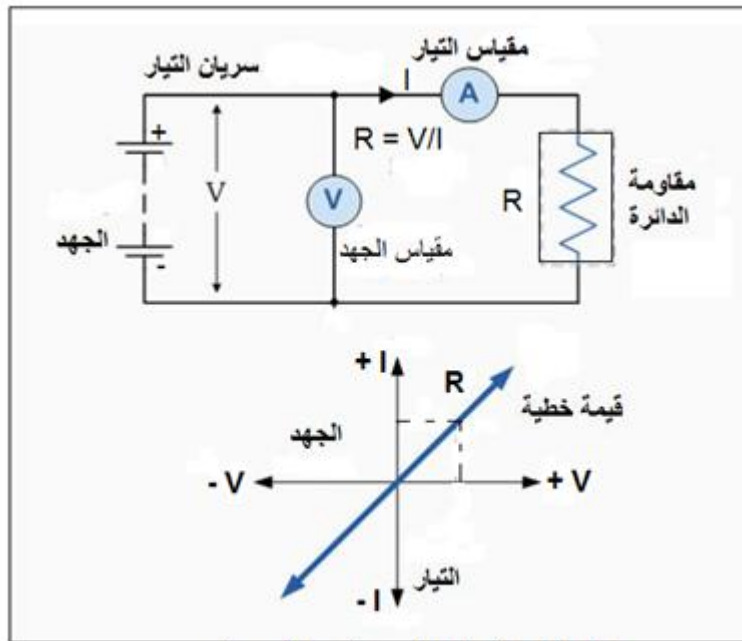 مقياس التيار
سريان التيار
I
A
R = V/I
+
V
V
R
مقاومة
الدائرة
الجهد
-
مقياس الجهد
+ I
R
قيمة خطية
الجهد
- V
+ V
التيار
- I